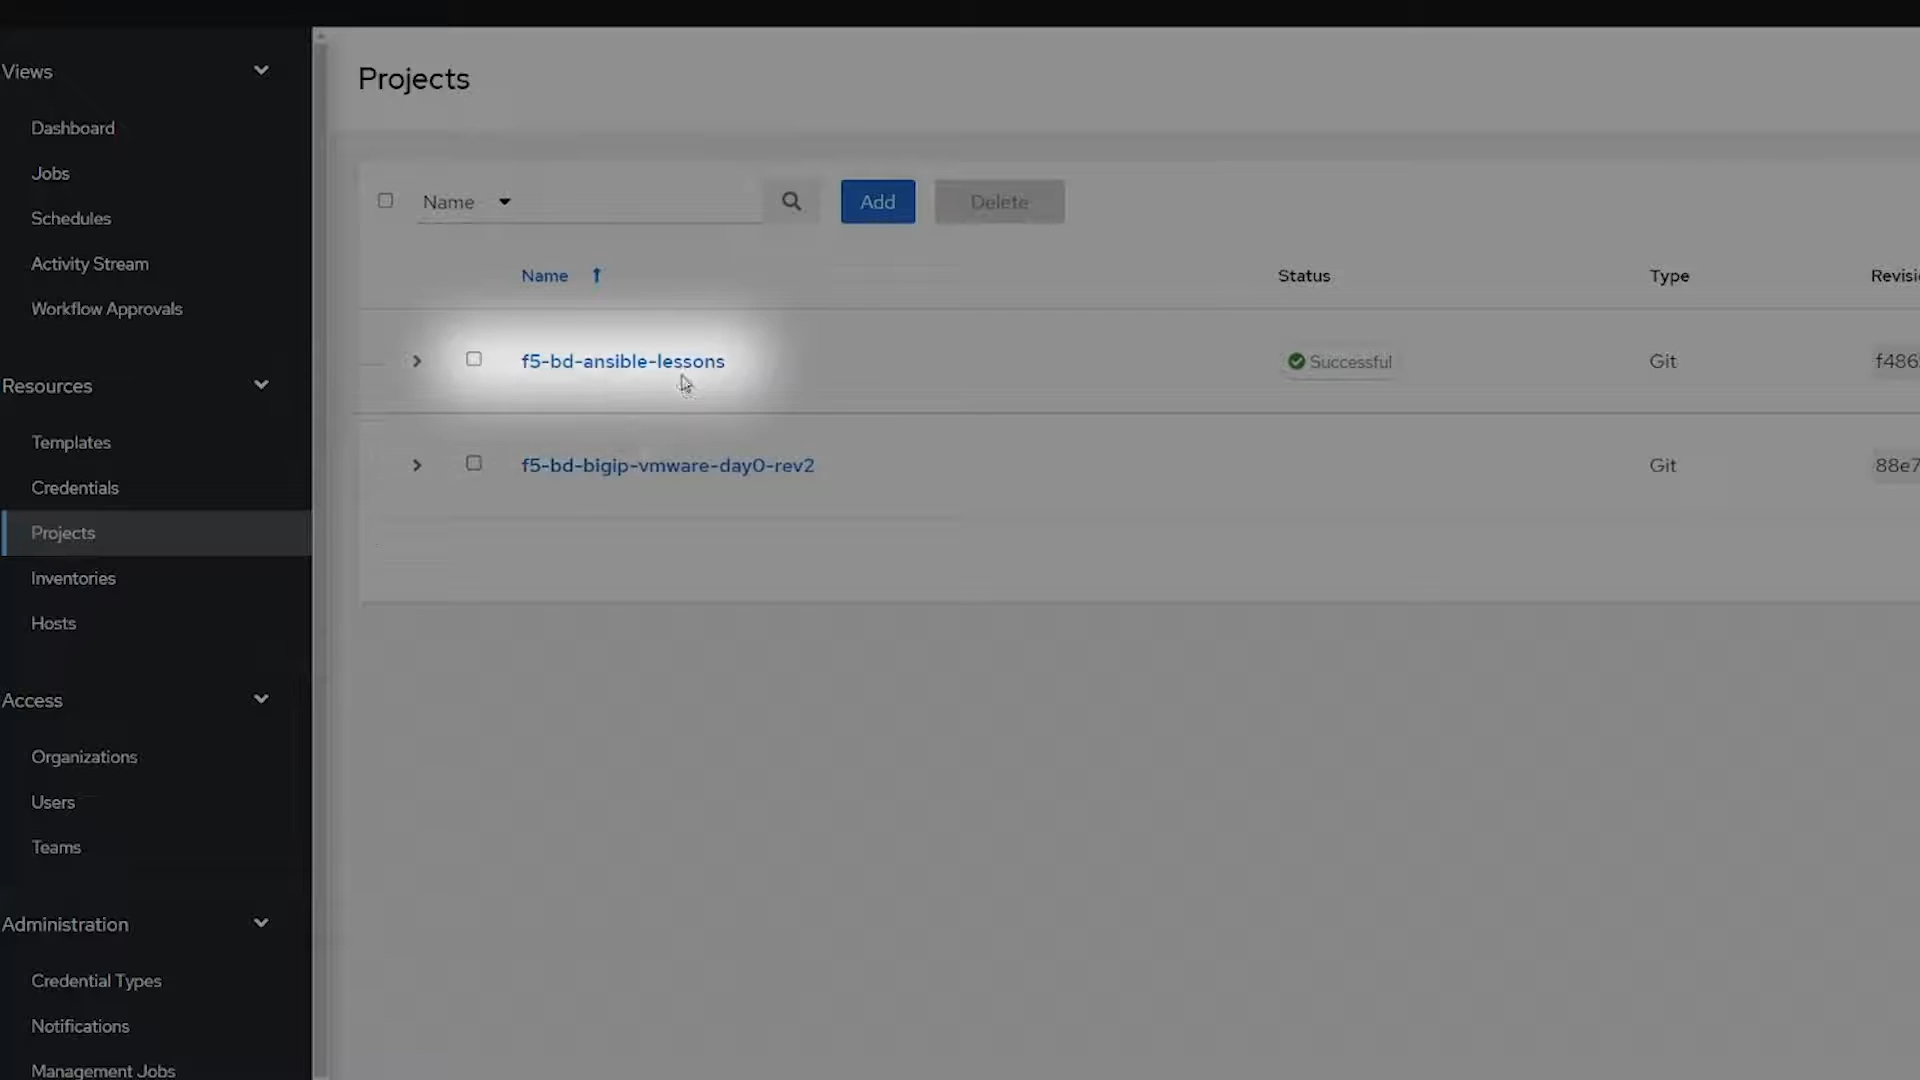 Views
Dashboard
Jobs
Schedules
Activity Stream
Workflow Approvals
Resources
Templates
Credentials
Projects
Inventories
Hosts
Access
Organizations
Users
Teams
Administration
Credential Types
Notifications
Management Jobs
Projects
Name
Add
Delete
Name Status Type Revisi
f5-bd-ansible-lessons Successful Git f486
f5-bd-bigip-vmware-day0-rev2 Git 88e7